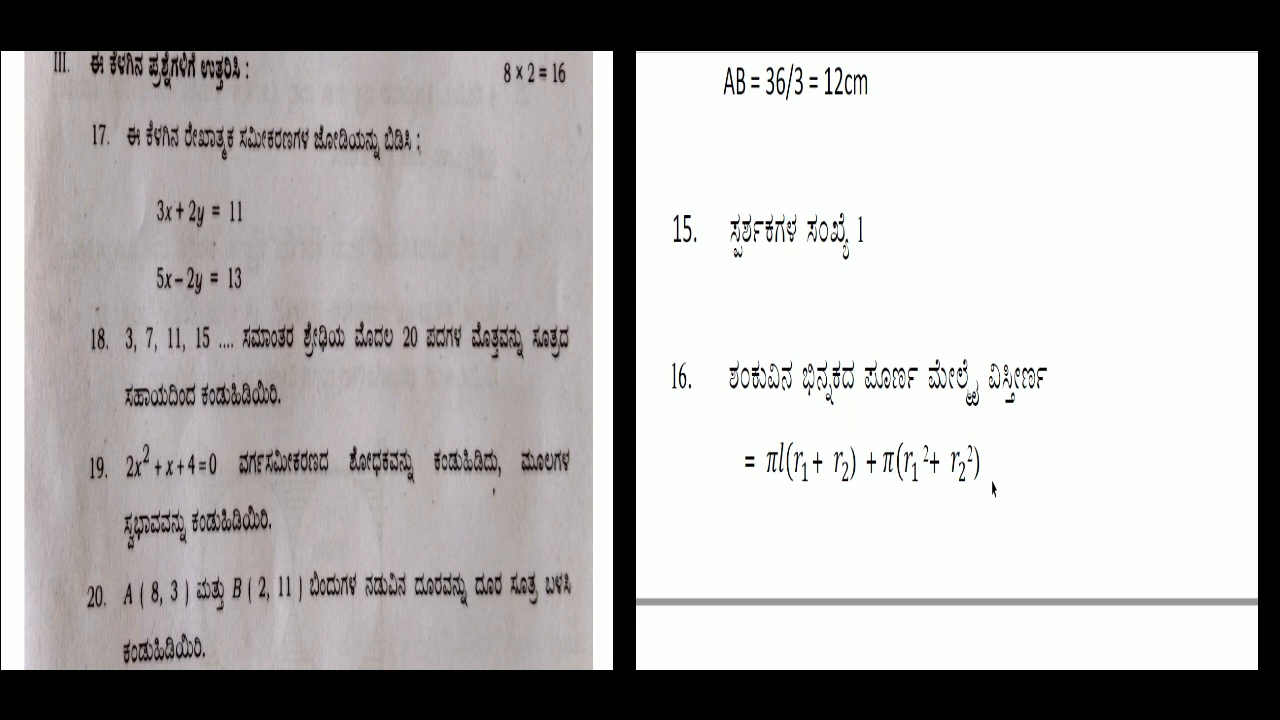 III. ಈ ಕೆಳಗಿನ ಪ್ರಶ್ನೆಗಳಿಗೆ ಉತ್ತರಿಸಿ : 8 × 2 = 16
17. ಈ ಕೆಳಗಿನ ರೇಖಾತ್ಮಕ ಸಮೀಕರಣಗಳ ಜೋಡಿಯನ್ನು ಬಿಡಿಸಿ :
3x + 2y = 11
5x – 2y = 13
18. 3, 7, 11, 15 .... ಸಮಾಂತರ ಶ್ರೇಢಿಯ ಮೊದಲ 20 ಪದಗಳ ಮೊತ್ತವನ್ನು ಸೂತ್ರದ
ಸಹಾಯದಿಂದ ಕಂಡುಹಿಡಿಯಿರಿ.
19. 2x² + x + 4 = 0 ವರ್ಗಸಮೀಕರಣದ ಶೋಧಕವನ್ನು ಕಂಡುಹಿಡಿದು, ಮೂಲಗಳ
ಸ್ವಭಾವವನ್ನು ಕಂಡುಹಿಡಿಯಿರಿ.
20. A ( 8, 3 ) ಮತ್ತು B ( 2, 11 ) ಬಿಂದುಗಳ ನಡುವಿನ ದೂರವನ್ನು ದೂರ ಸೂತ್ರ ಬಳಸಿ
ಕಂಡುಹಿಡಿಯಿರಿ.
AB = 36/3 = 12cm
15. ಸ್ಪರ್ಶಕಗಳ ಸಂಖ್ಯೆ 1
16. ಶಂಕುವಿನ ಭಿನ್ನಕದ ಪೂರ್ಣ ಮೇಲ್ಮೈ ವಿಸ್ತೀರ್ಣ
= πl(r₁ + r₂) + π(r₁² + r₂²)